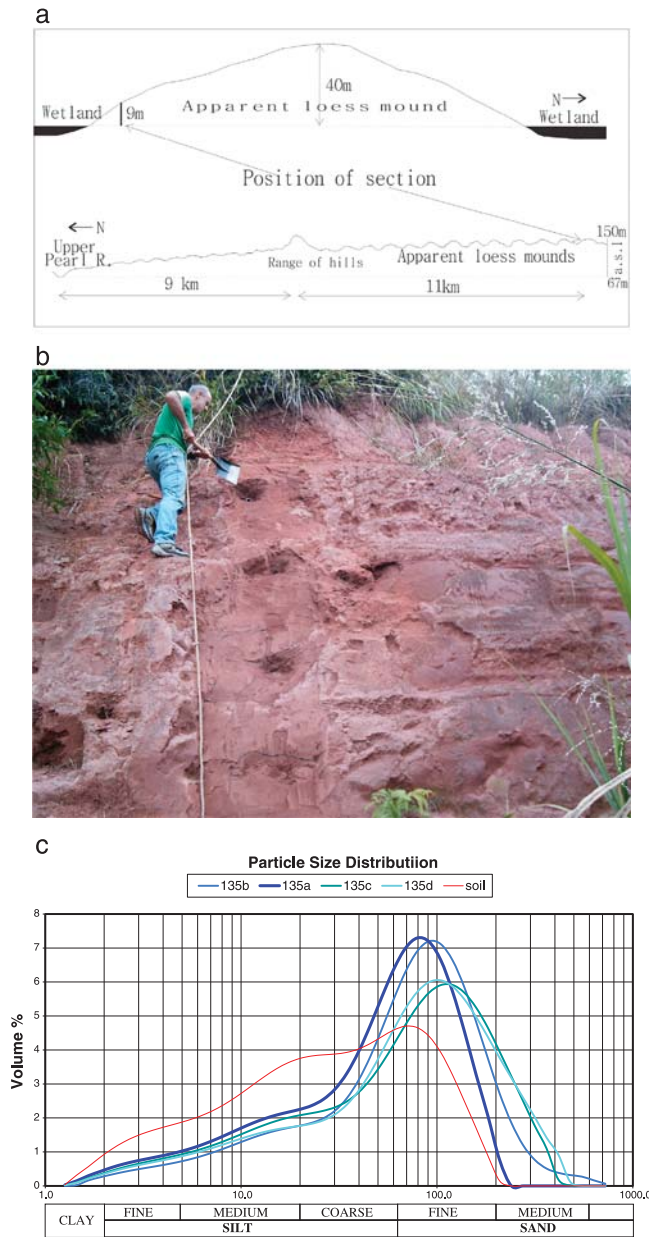 a
40m
Wetland
9m
Apparent loess mound
N→
Wetland
Position of section
←N
Upper
Pearl R.
150m
Range of hills
Apparent loess mounds
a.s.l
67m
9 km
11km
b
c
Particle Size Distributiion
135b 135a 135c 135d soil
8
7
6
5
4
3
2
1
0
Volume %
1.0 10.0 100.0 1000.0
CLAY FINE MEDIUM COARSE FINE MEDIUM
SILT SAND